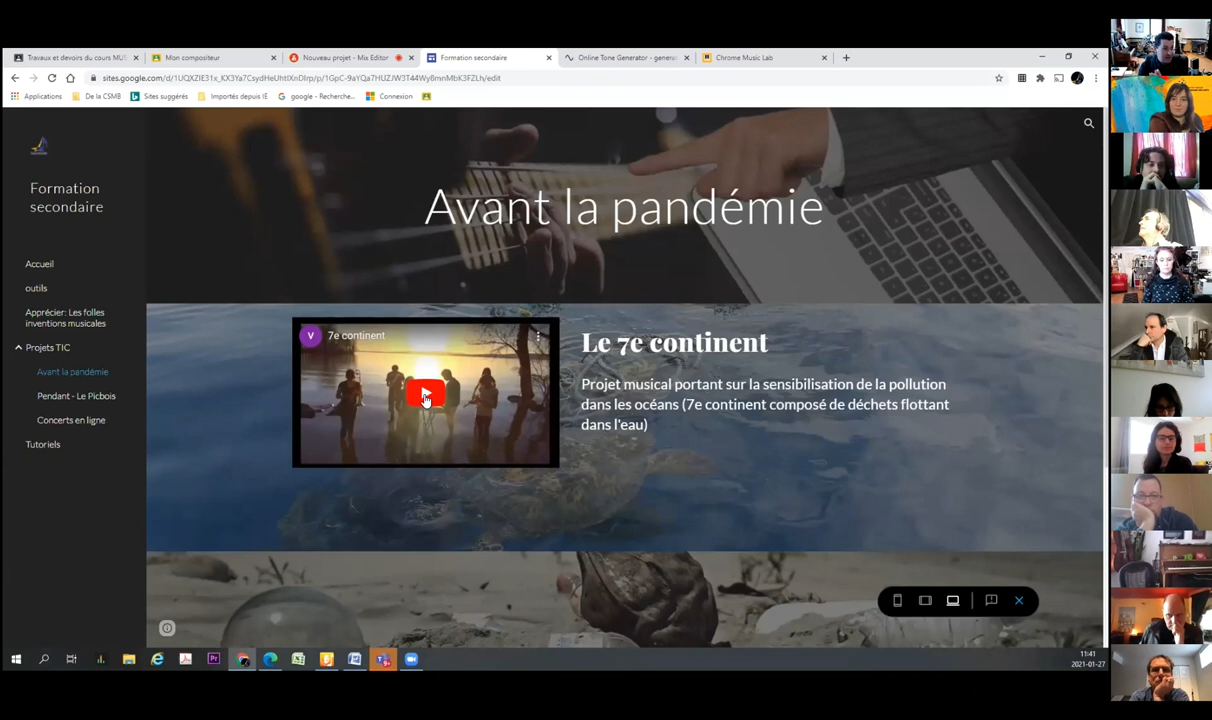 Travaux et devoirs du cours MU
Mon compositeur
Nouveau projet - Mix Editor
Formation secondaire
Online Tone Generator - genera
Chrome Music Lab
sites.google.com/d/1UQXZIE31x_KX3Ya7CsydHeUhtIXnDIrp/p/1GpC-9aYQa7HUZJW3T44Wy8mnMbK3FZLh/edit
Applications
De la CSMB
Sites suggérés
Importés depuis IE
google - Recherche...
Connexion
Formation
secondaire
Accueil
outils
Apprécier: Les folles
inventions musicales
Projets TIC
Avant la pandémie
Pendant - Le Picbois
Concerts en ligne
Tutoriels
Avant la pandémie
V 7e continent
Le 7e continent
Projet musical portant sur la sensibilisation de la pollution
dans les océans (7e continent composé de déchets flottant
dans l'eau)
11:41
2021-01-27